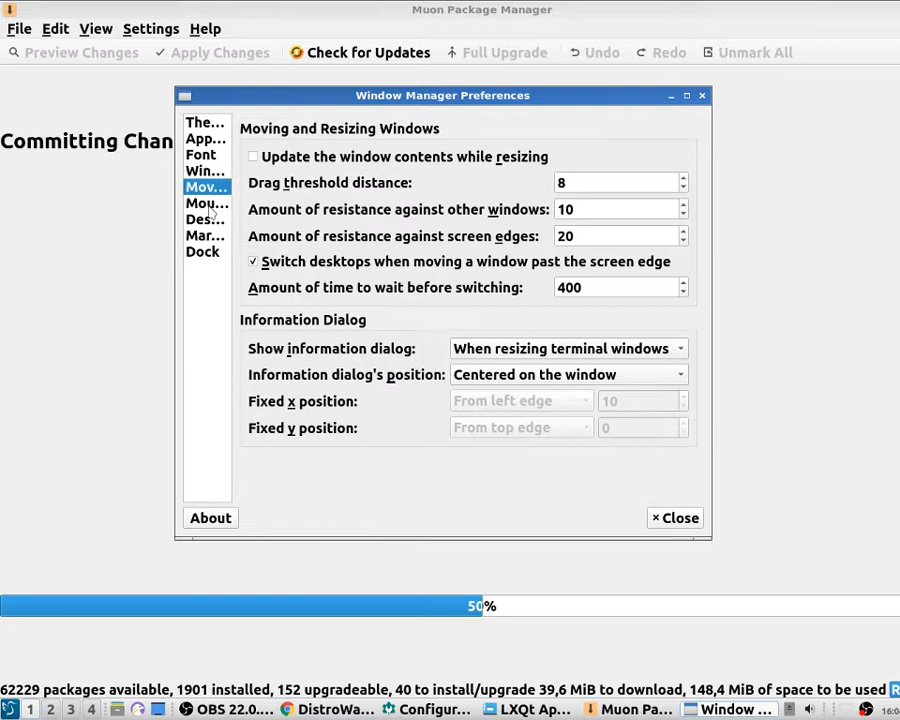 Muon Package Manager
File Edit View Settings Help
Preview Changes Apply Changes Check for Updates Full Upgrade Undo Redo Unmark All
Window Manager Preferences
Committing Chan
The...
App...
Font
Win...
Mov...
Mou...
Des...
Mar...
Dock
Moving and Resizing Windows
Update the window contents while resizing
Drag threshold distance: 8
Amount of resistance against other windows: 10
Amount of resistance against screen edges: 20
Switch desktops when moving a window past the screen edge
Amount of time to wait before switching: 400
Information Dialog
Show information dialog: When resizing terminal windows
Information dialog's position: Centered on the window
Fixed x position: From left edge 10
Fixed y position: From top edge 0
About Close
50%
62229 packages available, 1901 installed, 152 upgradeable, 40 to install/upgrade 39,6 MiB to download, 148,4 MiB of space to be used
1 2 3 4 OBS 22.0.... DistroWa... Configur... LXQt Ap... Muon Pa... Window ...